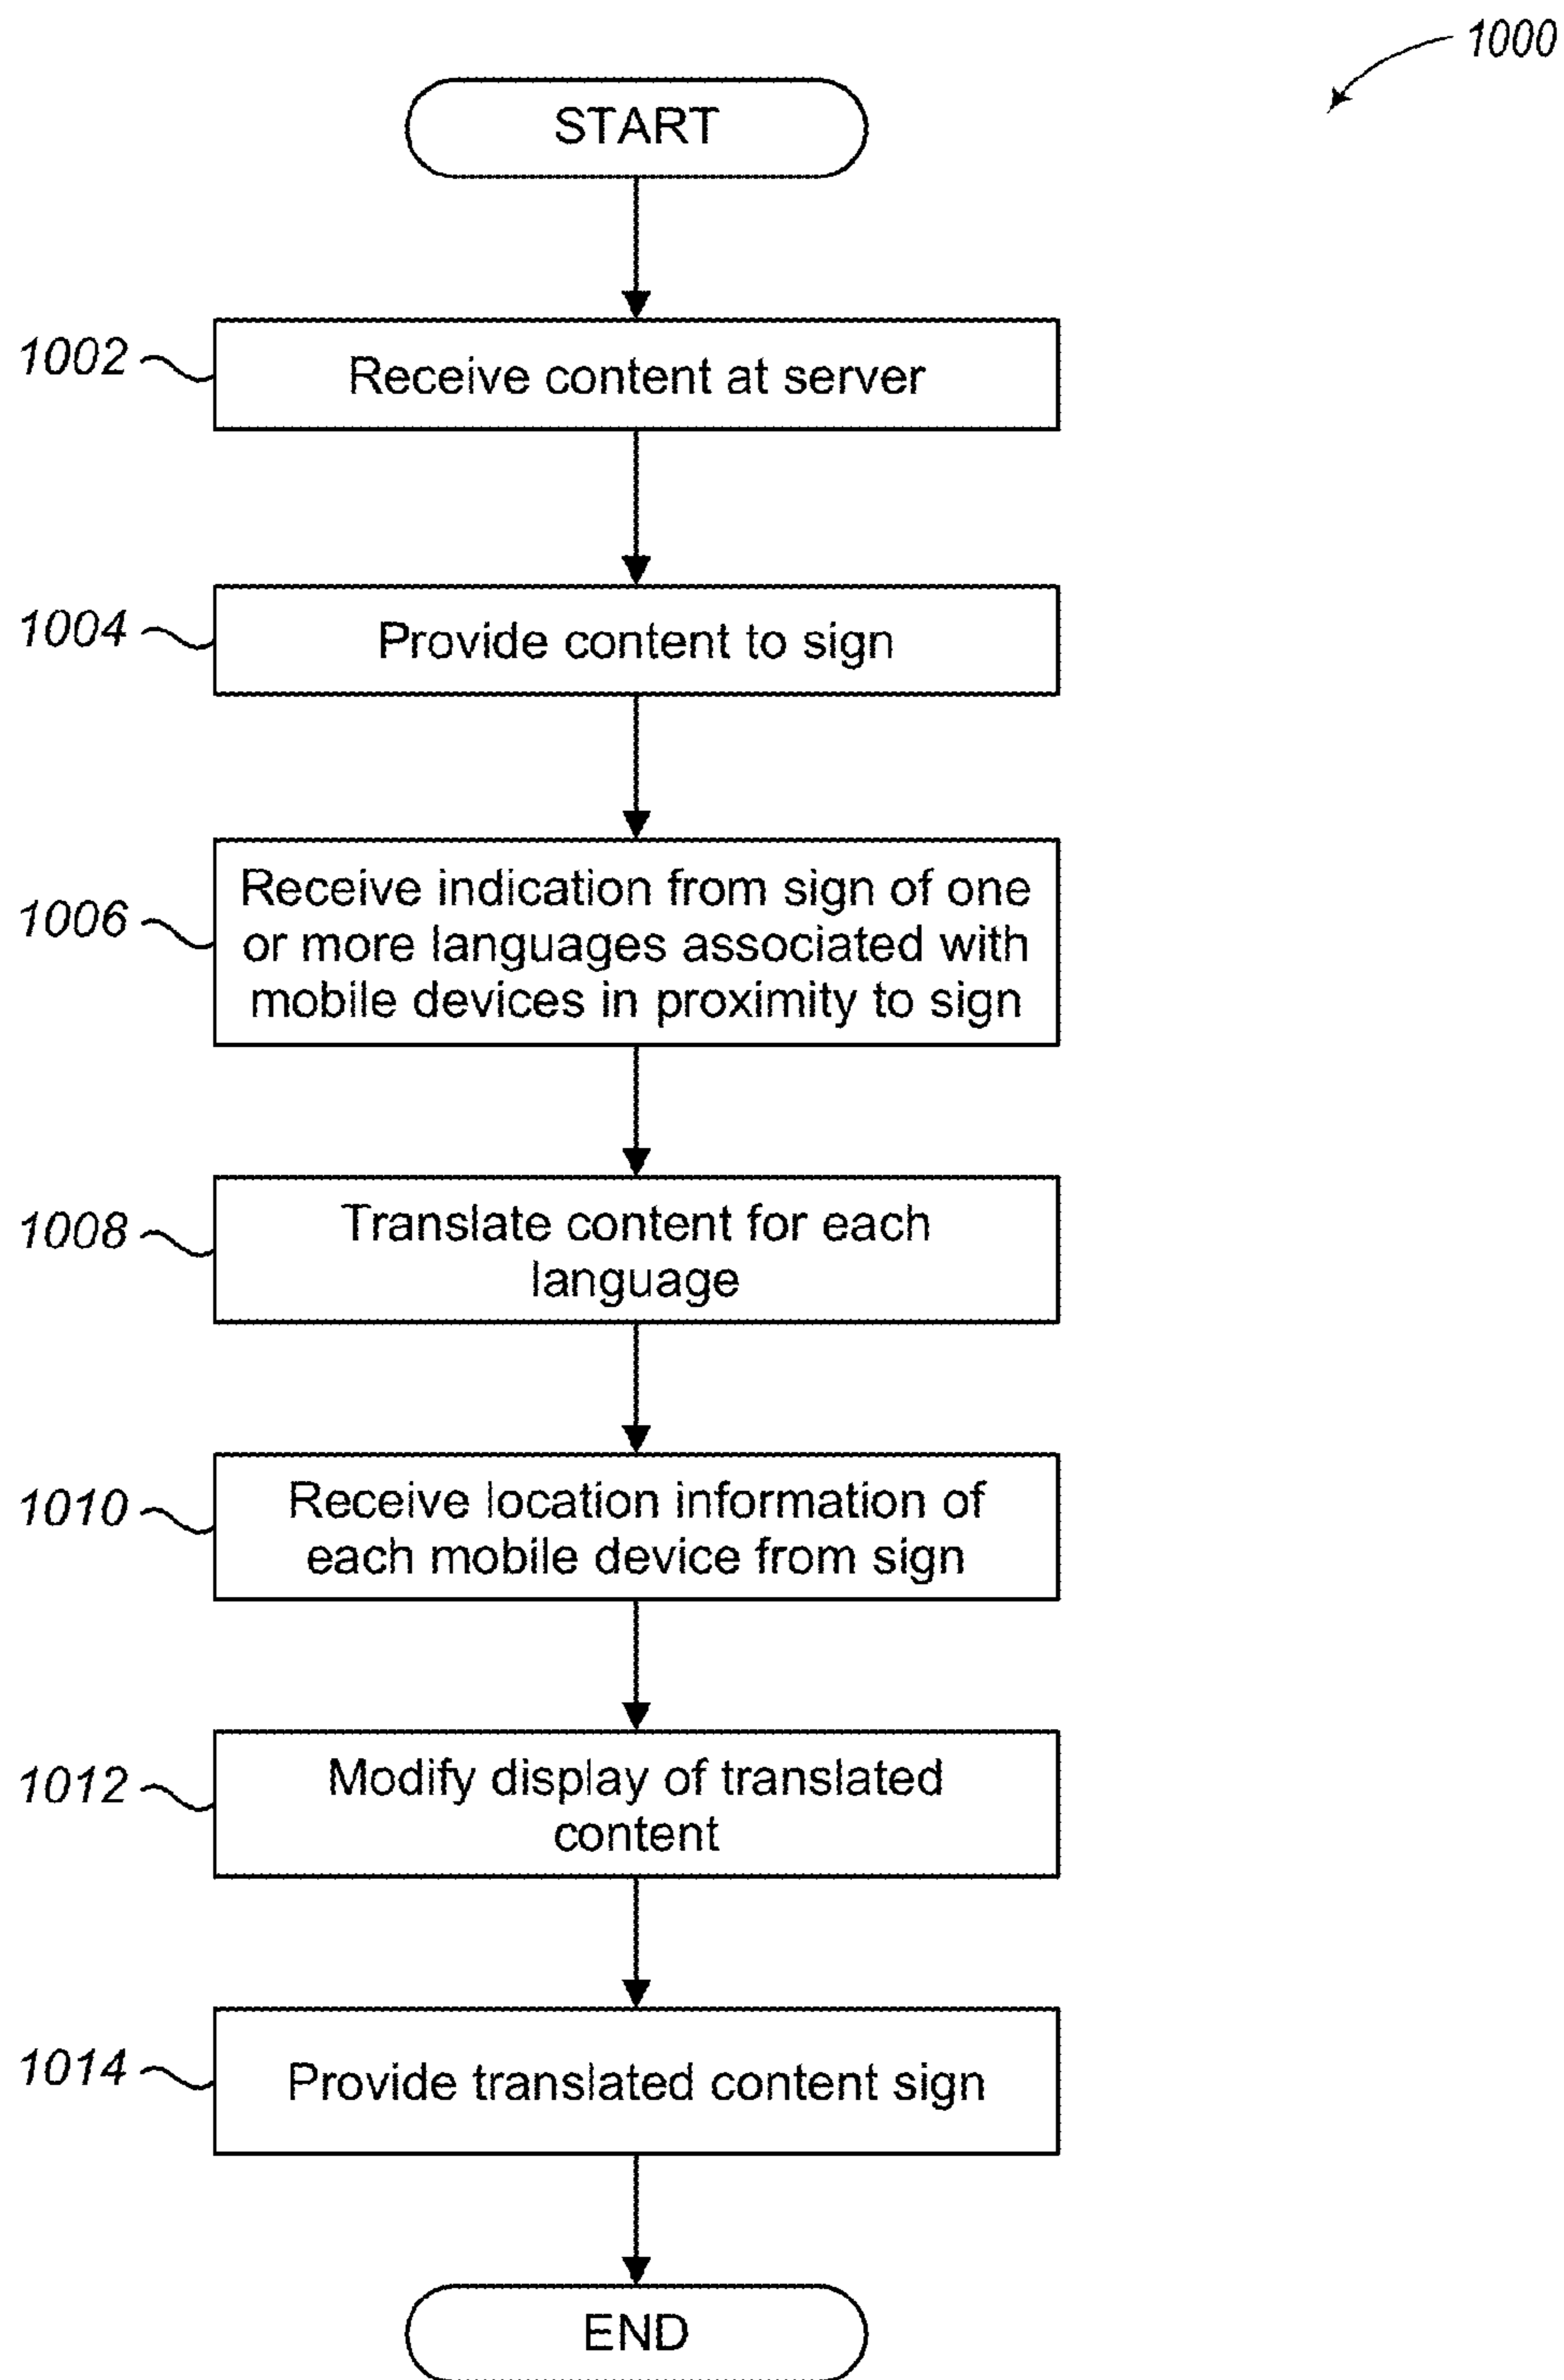 1000
START
1002
Receive content at server
1004
Provide content to sign
1006
Receive indication from sign of one
or more languages associated with
mobile devices in proximity to sign
1008
Translate content for each
language
1010
Receive location information of
each mobile device from sign
1012
Modify display of translated
content
1014
Provide translated content sign
END